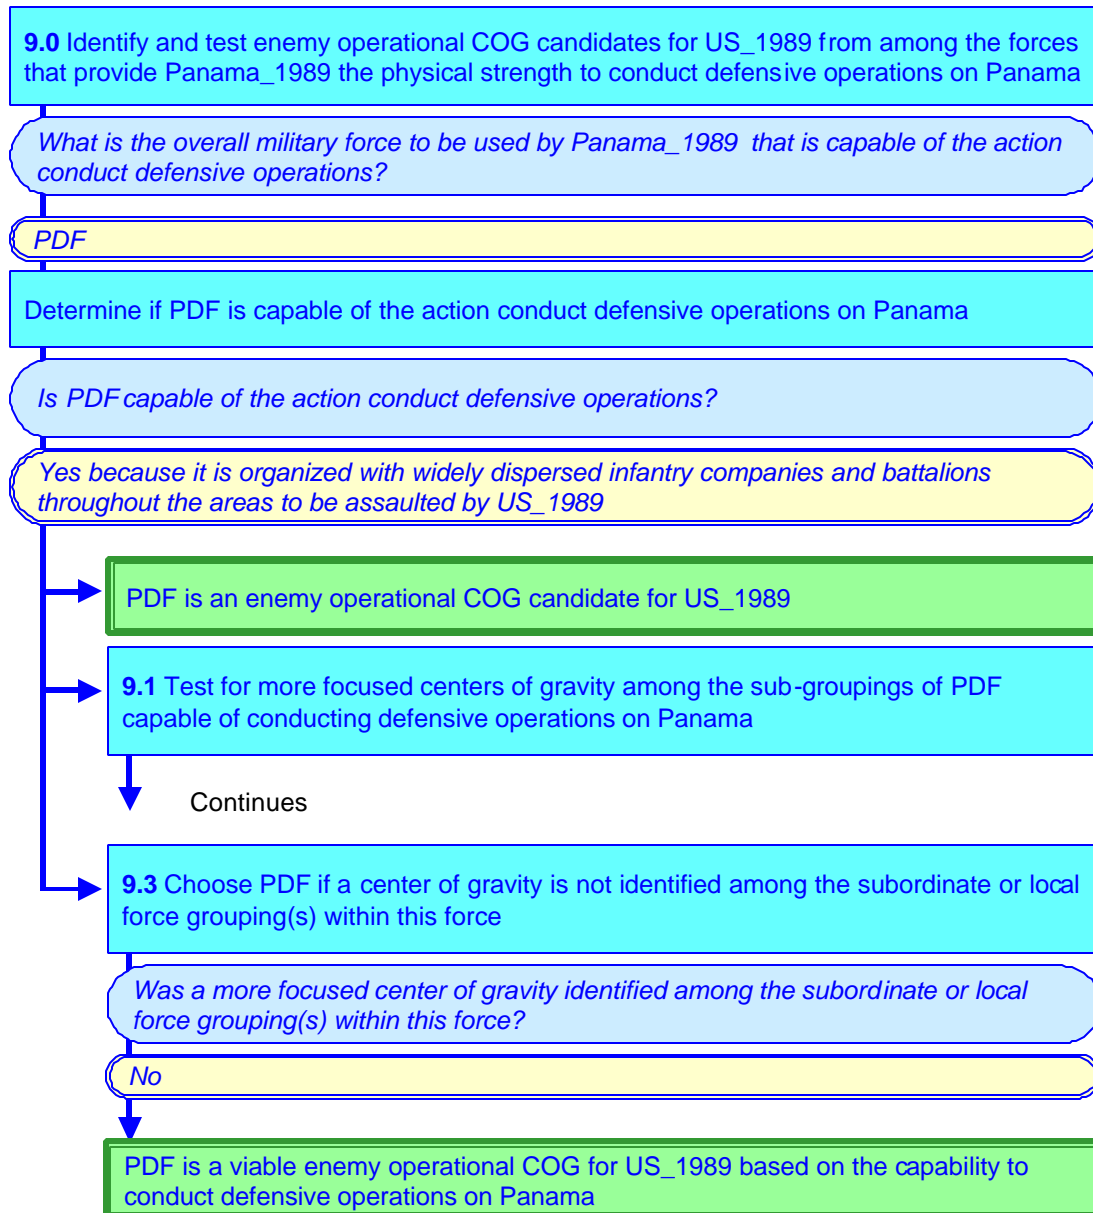 9.0 Identify and test enemy operational COG candidates for US_1989 from among the forces
that provide Panama_1989 the physical strength to conduct defensive operations on Panama
What is the overall military force to be used by Panama_1989 that is capable of the action
conduct defensive operations?
PDF
Determine if PDF is capable of the action conduct defensive operations on Panama
Is PDF capable of the action conduct defensive operations?
Yes because it is organized with widely dispersed infantry companies and battalions
throughout the areas to be assaulted by US_1989
PDF is an enemy operational COG candidate for US_1989
9.1 Test for more focused centers of gravity among the sub-groupings of PDF
capable of conducting defensive operations on Panama
Continues
9.3 Choose PDF if a center of gravity is not identified among the subordinate or local
force grouping(s) within this force
Was a more focused center of gravity identified among the subordinate or local
force grouping(s) within this force?
No
PDF is a viable enemy operational COG for US_1989 based on the capability to
conduct defensive operations on Panama